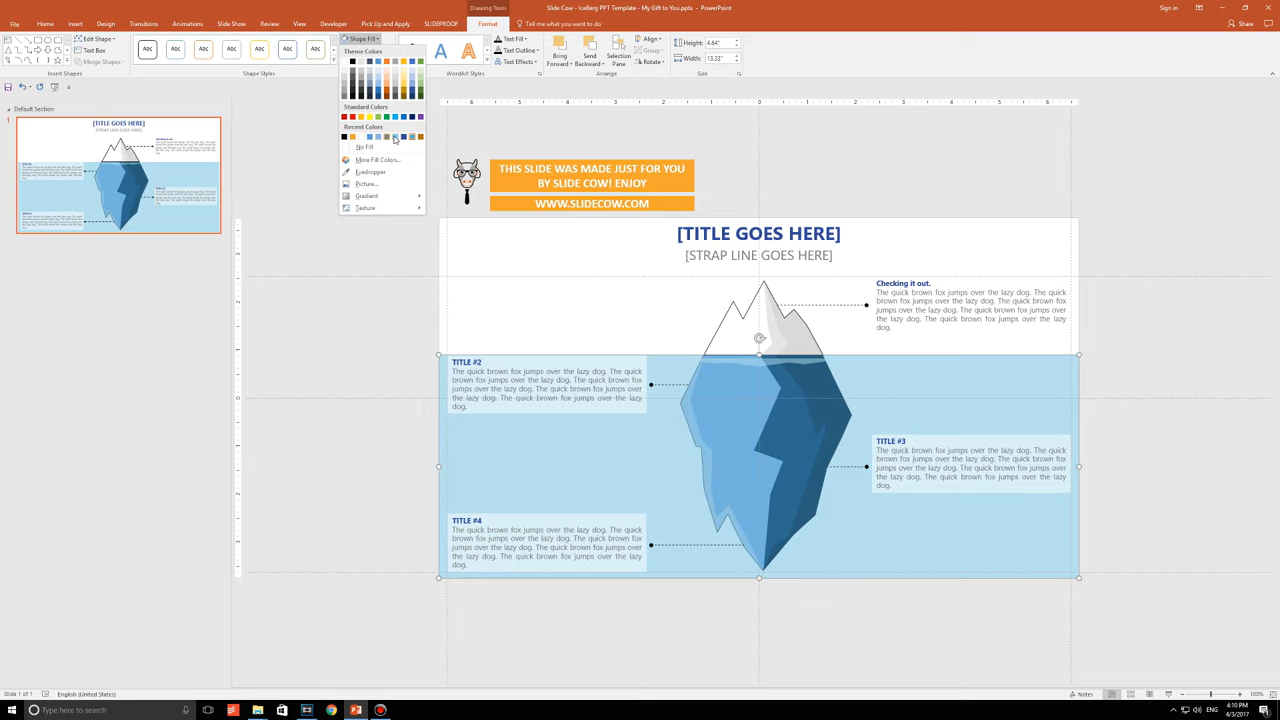 Slide Cow - IceBerg PPT Template - My Gift to You.pptx - PowerPoint
Drawing Tools
Sign in
File Home Insert Design Transitions Animations Slide Show Review View Developer Pick Up and Apply SLIDEPROOF Format Tell me what you want to do
Share
Edit Shape
Text Box
Merge Shapes
Insert Shapes
Abc Abc Abc Abc Abc Abc
Shape Styles
Shape Fill
Theme Colors
Standard Colors
Recent Colors
No Fill
More Fill Colors...
Eyedropper
Picture...
Gradient
Texture
A A
Text Fill
Text Outline
Text Effects
WordArt Styles
Bring Forward
Send Backward
Selection Pane
Align
Group
Rotate
Arrange
Height: 4.64"
Width: 13.33"
Size
Default Section
1
THIS SLIDE WAS MADE JUST FOR YOU
BY SLIDE COW! ENJOY
WWW.SLIDECOW.COM
[TITLE GOES HERE]
[STRAP LINE GOES HERE]
Checking it out.
The quick brown fox jumps over the lazy dog. The quick
brown fox jumps over the lazy dog. The quick brown fox
jumps over the lazy dog. The quick brown fox jumps
over the lazy dog. The quick brown fox jumps over the lazy
dog.
TITLE #2
The quick brown fox jumps over the lazy dog. The quick
brown fox jumps over the lazy dog. The quick brown fox
jumps over the lazy dog. The quick brown fox jumps over
the lazy dog. The quick brown fox jumps over the lazy
dog.
TITLE #3
The quick brown fox jumps over the lazy dog. The quick
brown fox jumps over the lazy dog. The quick brown fox
jumps over the lazy dog. The quick brown fox jumps over
the lazy dog. The quick brown fox jumps over the lazy
dog.
TITLE #4
The quick brown fox jumps over the lazy dog. The quick
brown fox jumps over the lazy dog. The quick brown fox
jumps over the lazy dog. The quick brown fox jumps over
the lazy dog. The quick brown fox jumps over the lazy
dog.
Slide 1 of 1
English (United States)
Notes
100%
Type here to search
ENG
4:10 PM
4/3/2017